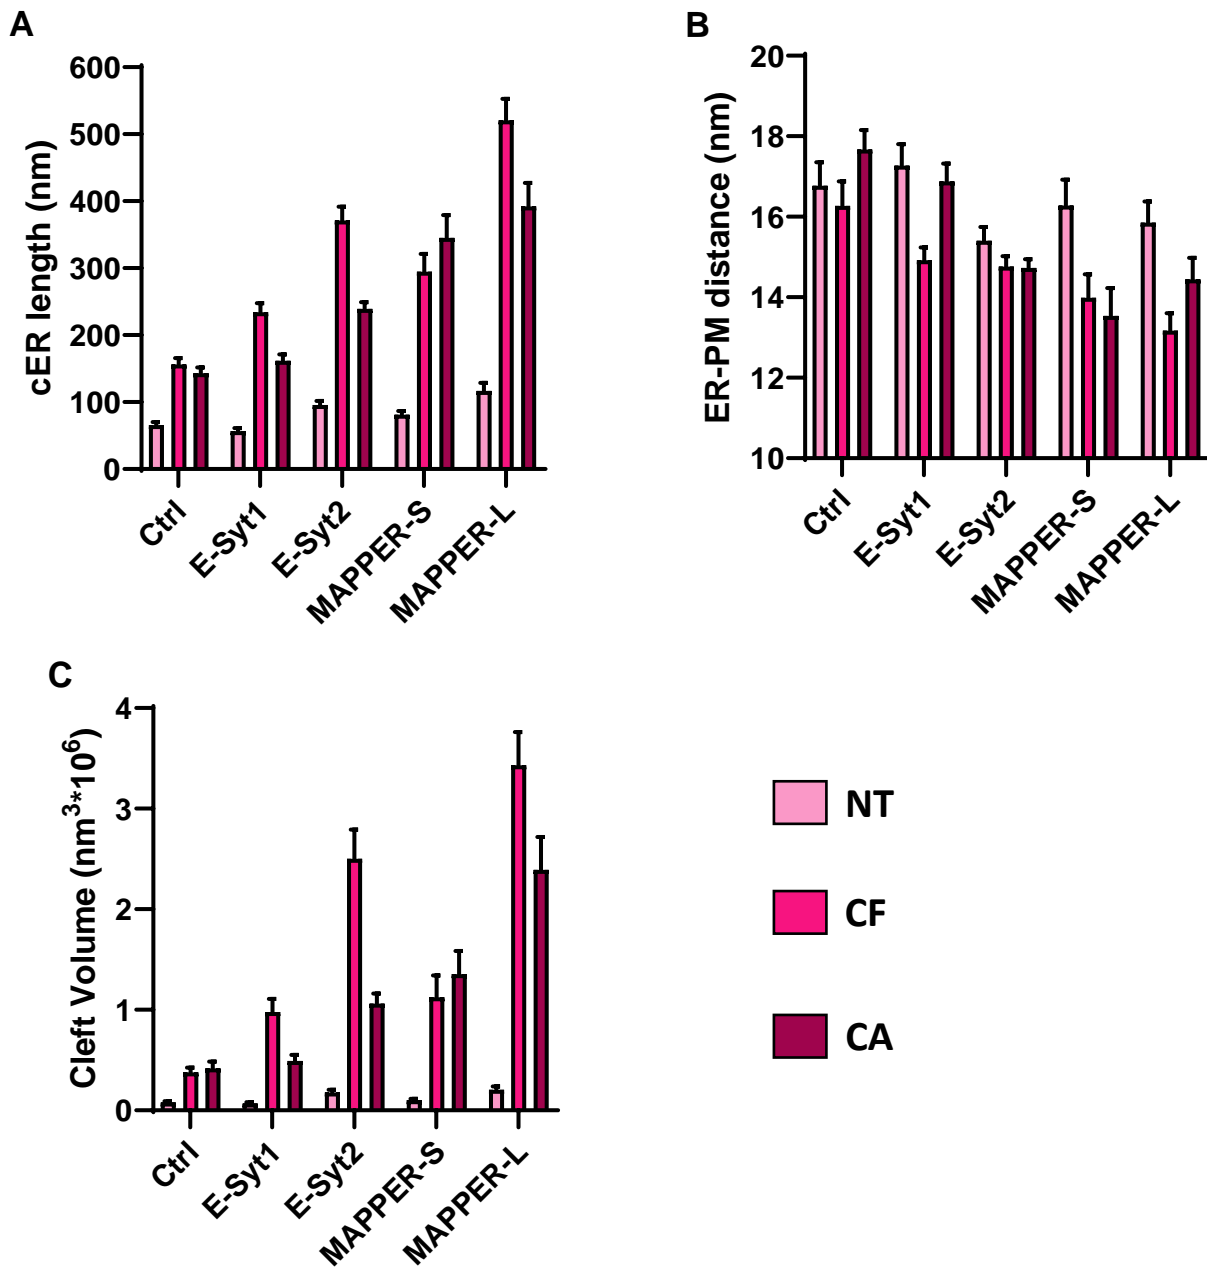 A
cER length (nm)
600
500
400
300
200
100
0
Ctrl
E-Syt1
E-Syt2
MAPPER-S
MAPPER-L
B
ER-PM distance (nm)
20
18
16
14
12
10
Ctrl
E-Syt1
E-Syt2
MAPPER-S
MAPPER-L
C
Cleft Volume (nm³*10⁶)
4
3
2
1
0
Ctrl
E-Syt1
E-Syt2
MAPPER-S
MAPPER-L
NT
CF
CA